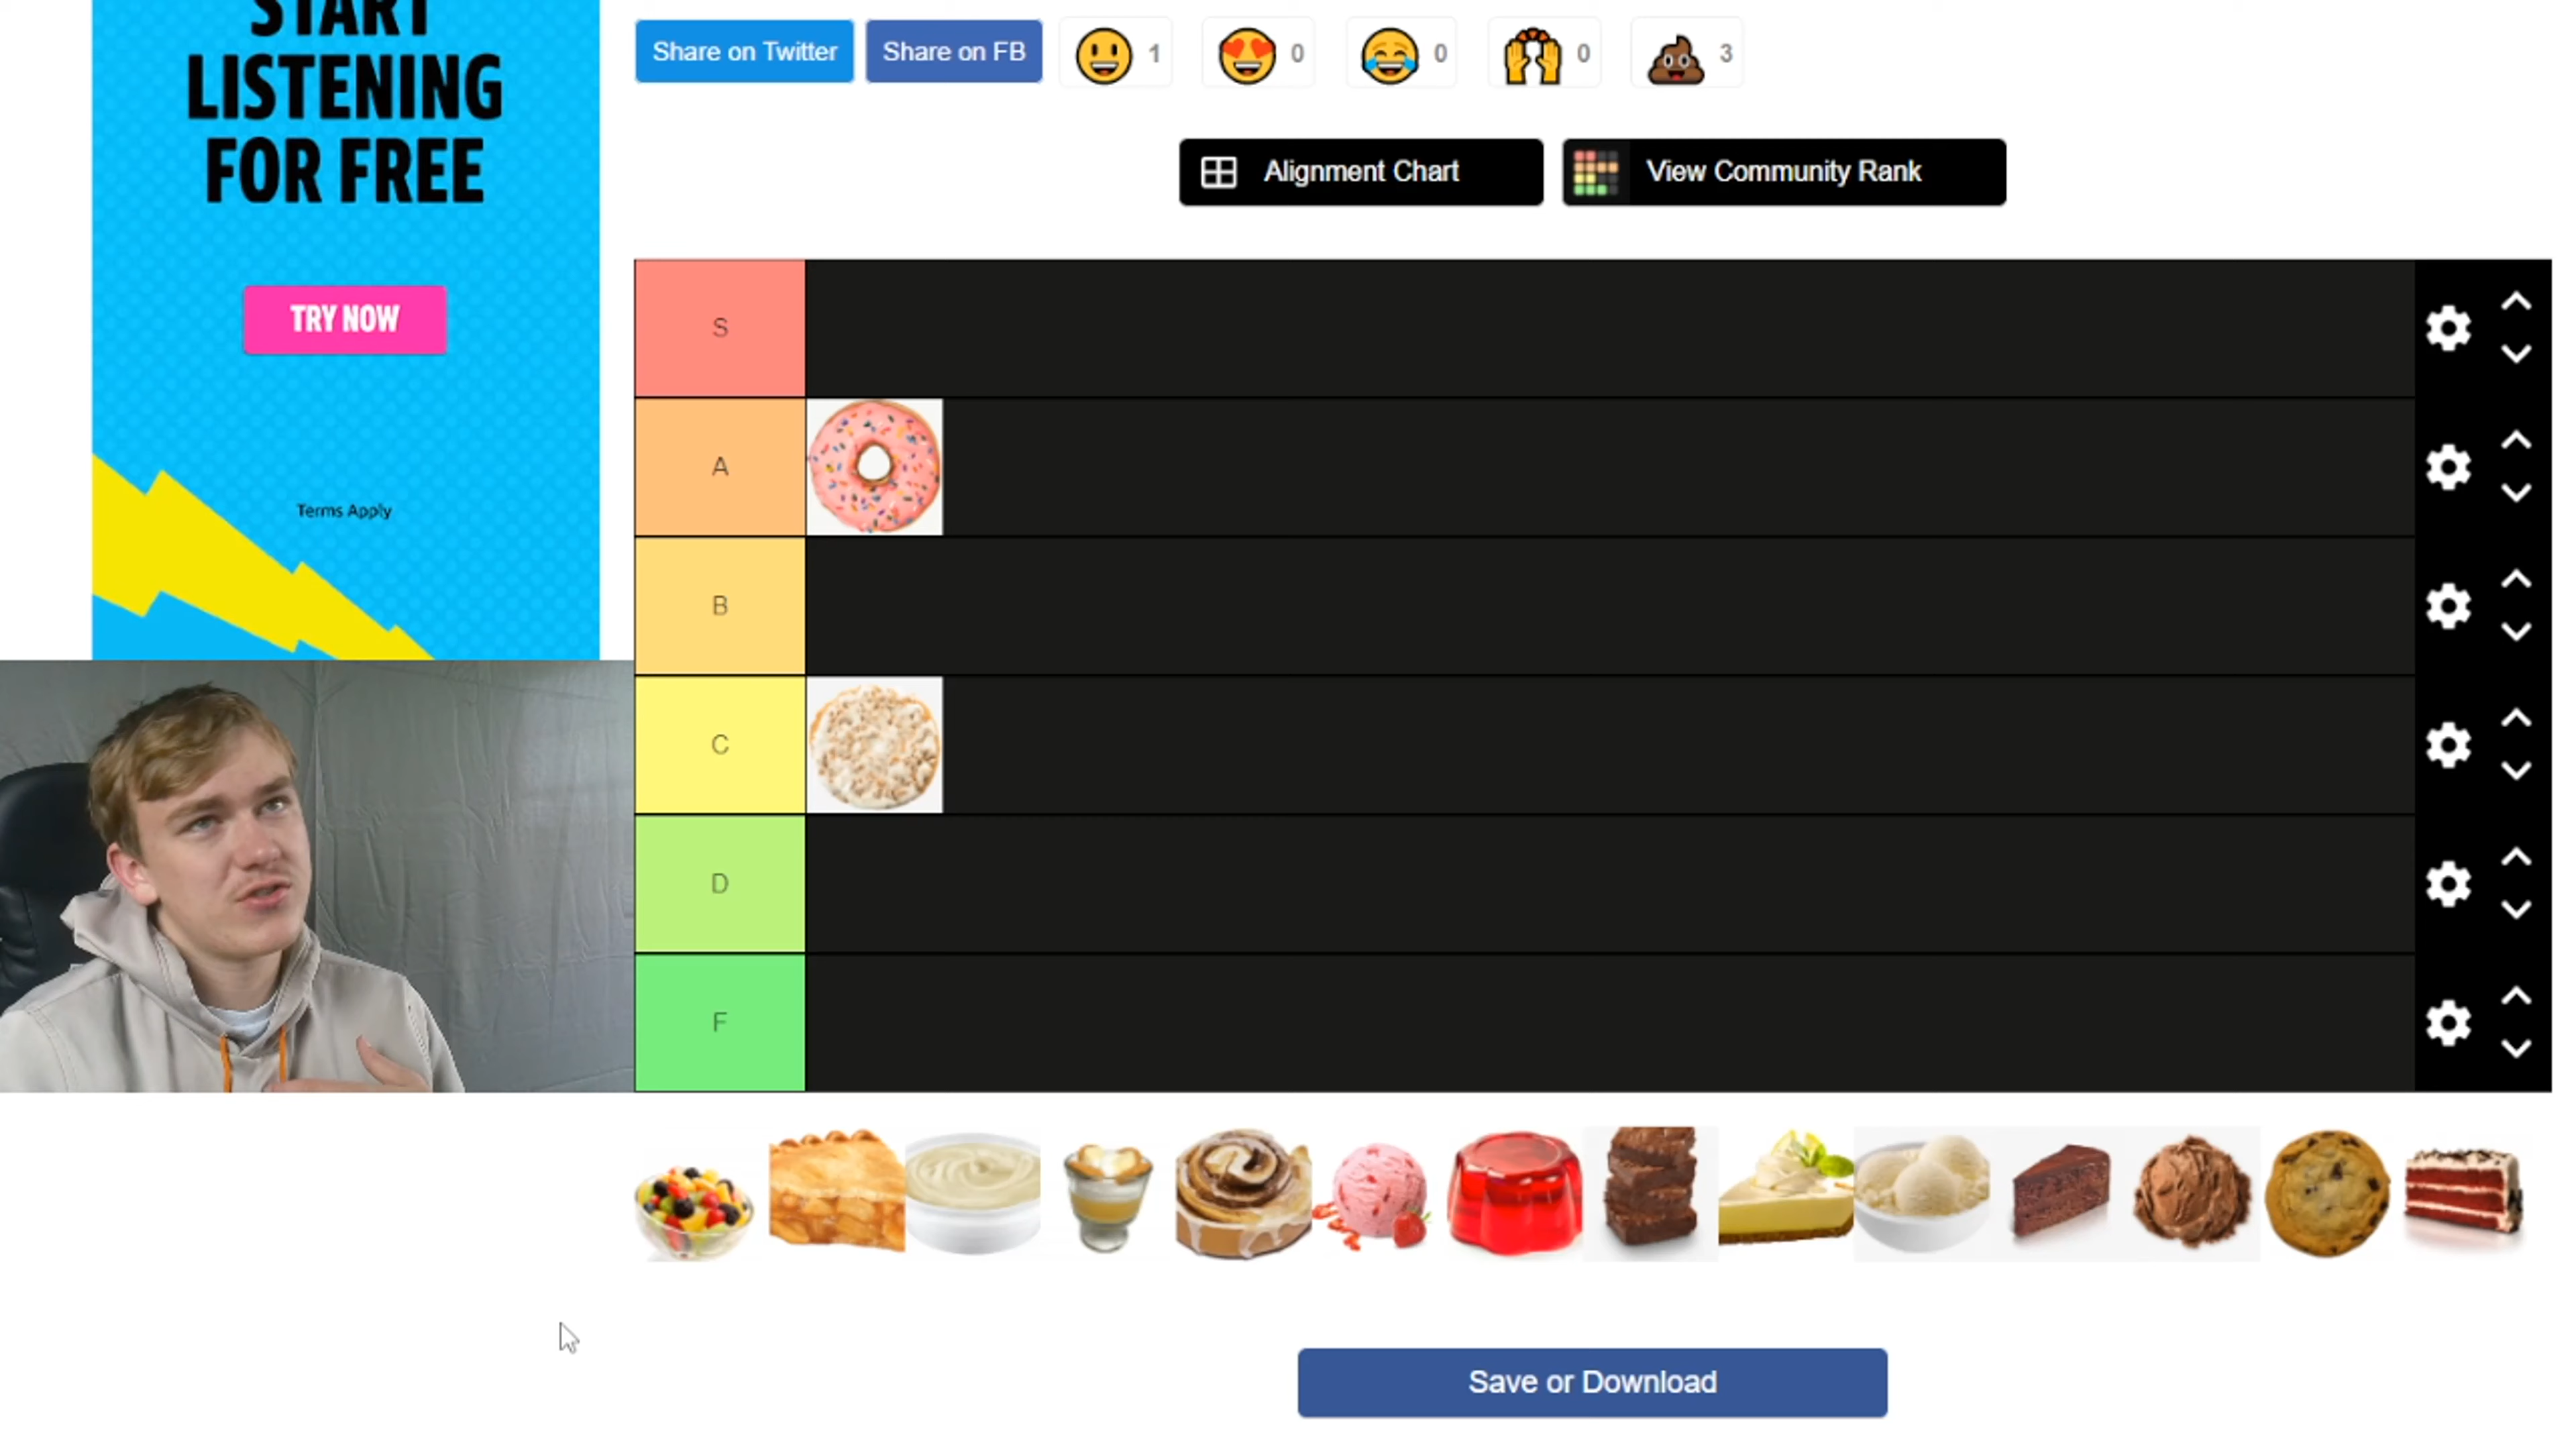 START
LISTENING
FOR FREE
TRY NOW
Terms Apply
Share on Twitter
Share on FB
1
0
0
0
3
Alignment Chart
View Community Rank
S
A
B
C
D
F
Save or Download